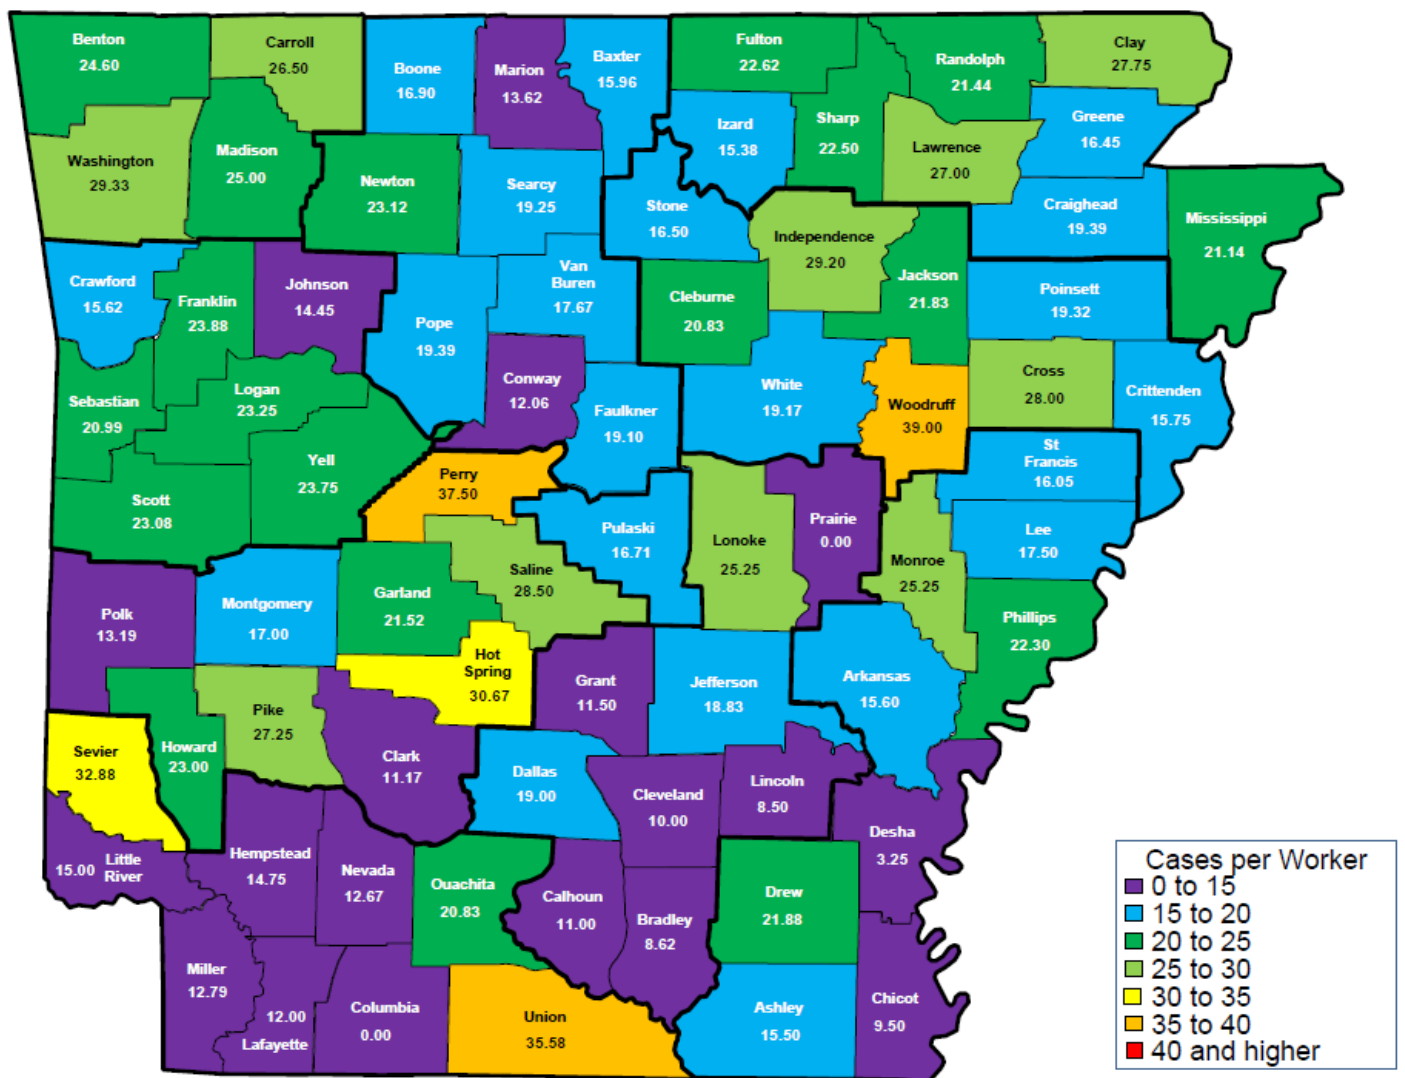 Benton
24.60
Carroll
26.50
Boone
16.90
Marion
13.62
Baxter
15.96
Fulton
22.62
Randolph
21.44
Clay
27.75
Washington
29.33
Madison
25.00
Newton
23.12
Searcy
19.25
Stone
16.50
Izard
15.38
Sharp
22.50
Lawrence
27.00
Greene
16.45
Craighead
19.39
Mississippi
21.14
Crawford
15.62
Franklin
23.88
Johnson
14.45
Pope
19.39
Van
Buren
17.67
Cleburne
20.83
Independence
29.20
Jackson
21.83
Poinsett
19.32
Sebastian
20.99
Logan
23.25
Conway
12.06
Faulkner
19.10
White
19.17
Woodruff
39.00
Cross
28.00
Crittenden
15.75
Scott
23.08
Yell
23.75
Perry
37.50
Pulaski
16.71
Lonoke
25.25
Prairie
0.00
Monroe
25.25
St
Francis
16.05
Lee
17.50
Phillips
22.30
Polk
13.19
Montgomery
17.00
Garland
21.52
Saline
28.50
Hot
Spring
30.67
Grant
11.50
Jefferson
18.83
Arkansas
15.60
Sevier
32.88
Howard
23.00
Pike
27.25
Clark
11.17
Dallas
19.00
Cleveland
10.00
Lincoln
8.50
Desha
3.25
15.00 Little
River
Hempstead
14.75
Nevada
12.67
Ouachita
20.83
Calhoun
11.00
Bradley
8.62
Drew
21.88
Miller
12.79
12.00
Lafayette
Columbia
0.00
Union
35.58
Ashley
15.50
Chicot
9.50
Cases per Worker
0 to 15
15 to 20
20 to 25
25 to 30
30 to 35
35 to 40
40 and higher